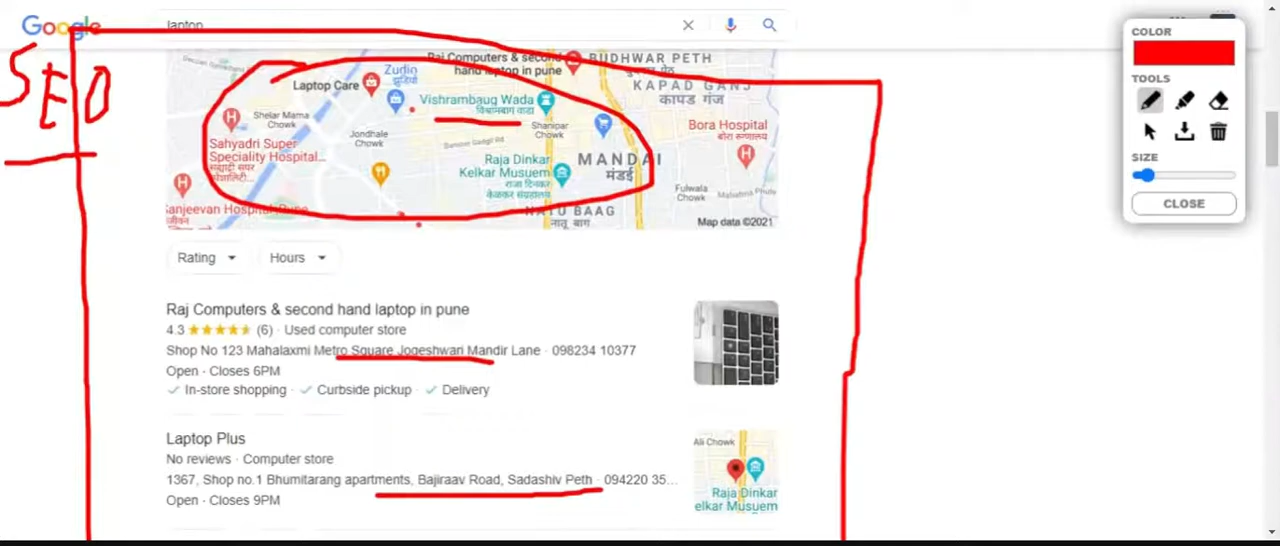 Google
laptop
SEO
COLOR
TOOLS
SIZE
CLOSE
Raj Computers & second
hand laptop in pune
BUDHWAR PETH
बुधवार पेठ
Zudio
झुडिओ
Laptop Care
KAPAD GANJ
कापड गंज
Vishrambaug Wada
विश्रामबाग वाडा
Shelar Mama
Chowk
Shanipar
Chowk
Bora Hospital
बोरा हॉस्पिटल
Jondhale
Chowk
Sahyadri Super
Speciality Hospital...
Raja Dinkar
Kelkar Musuem
राजा दिनकर
केळकर संग्रहालय
MANDAI
मंडई
Fulwala
Chowk
Sanjeevan Hospital Pune
NATU BAAG
नातू बाग
Map data ©2021
Rating
Hours
Raj Computers & second hand laptop in pune
4.3 ★★★★★ (6) · Used computer store
Shop No 123 Mahalaxmi Metro Square Jogeshwari Mandir Lane · 098234 10377
Open · Closes 6PM
✓ In-store shopping · ✓ Curbside pickup · ✓ Delivery
Laptop Plus
No reviews · Computer store
1367, Shop no.1 Bhumitarang apartments, Bajiraav Road, Sadashiv Peth · 094220 35...
Open · Closes 9PM
Ali Chowk
Raja Dinkar
elkar Musuem